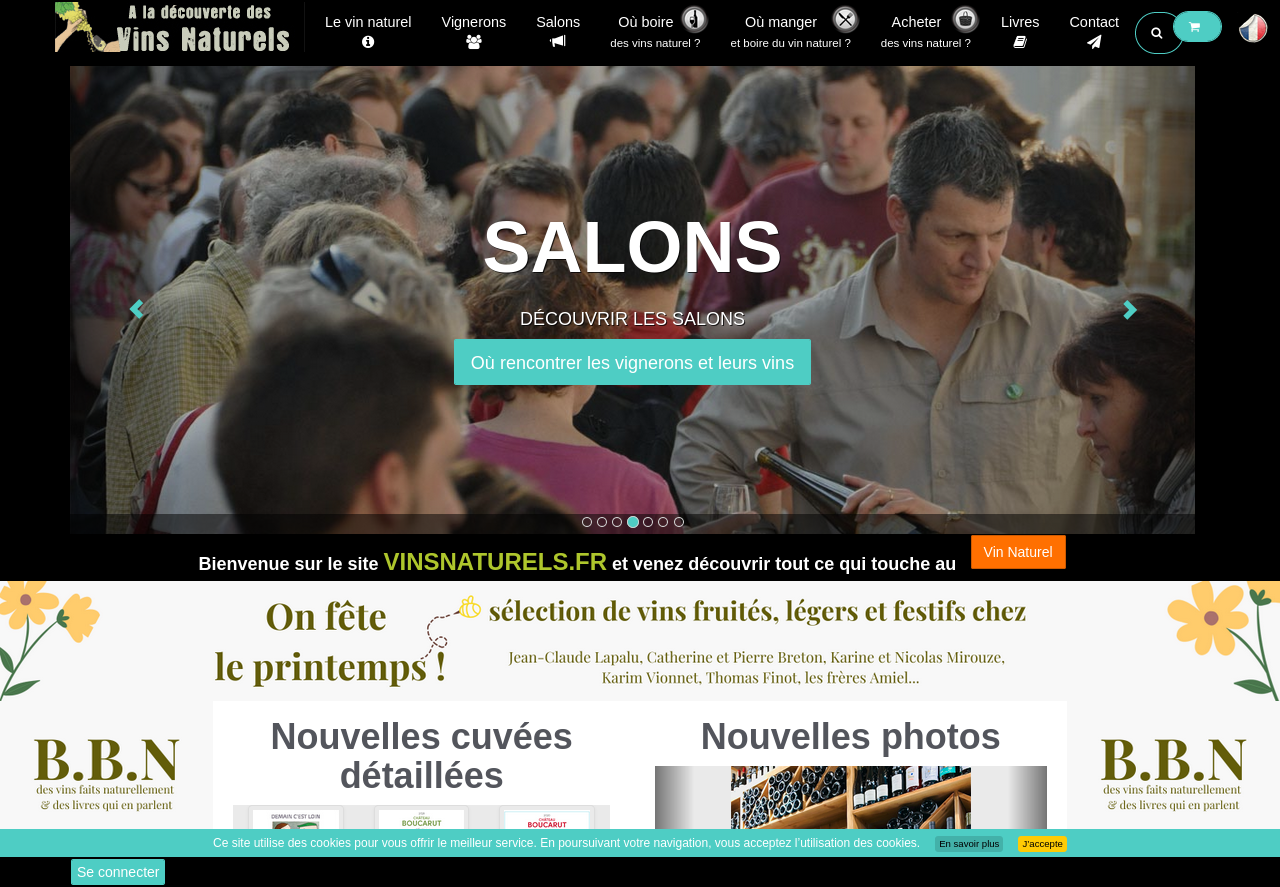 A la découverte des
Vins Naturels
Le vin naturel
Vignerons
Salons
Où boire
des vins naturel ?
Où manger
et boire du vin naturel ?
Acheter
des vins naturel ?
Livres
Contact
SALONS
DÉCOUVRIR LES SALONS
Où rencontrer les vignerons et leurs vins
Bienvenue sur le site VINSNATURELS.FR et venez découvrir tout ce qui touche au Vin Naturel
On fête
le printemps !
sélection de vins fruités, légers et festifs chez
Jean-Claude Lapalu, Catherine et Pierre Breton, Karine et Nicolas Mirouze,
Karim Vionnet, Thomas Finot, les frères Amiel...
B.B.N
des vins faits naturellement
& des livres qui en parlent
Nouvelles cuvées
détaillées
DEMAIN C'EST LOIN
CHÂTEAU
BOUCARUT
CHÂTEAU
BOUCARUT
Nouvelles photos
B.B.N
des vins faits naturellement
& des livres qui en parlent
Ce site utilise des cookies pour vous offrir le meilleur service. En poursuivant votre navigation, vous acceptez l'utilisation des cookies. En savoir plus J'accepte
Se connecter